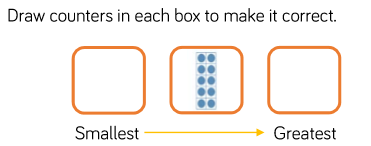 Draw counters in each box to make it correct.
Smallest Greatest